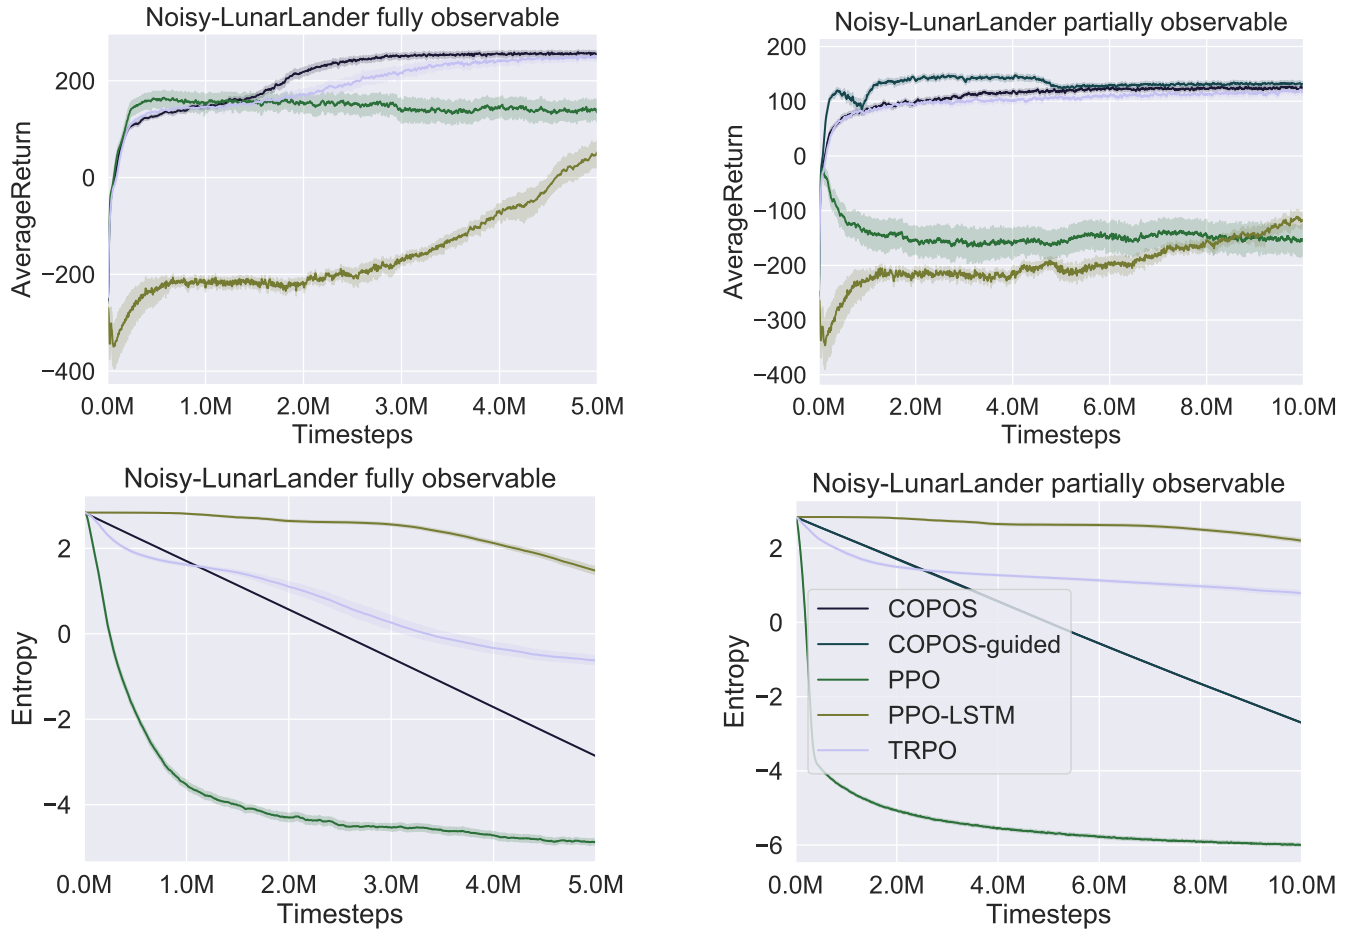 Noisy-LunarLander fully observable
AverageReturn
200
0
−200
−400
0.0M 1.0M 2.0M 3.0M 4.0M 5.0M
Timesteps
Noisy-LunarLander partially observable
AverageReturn
200
100
0
−100
−200
−300
−400
0.0M 2.0M 4.0M 6.0M 8.0M 10.0M
Timesteps
Noisy-LunarLander fully observable
Entropy
2
0
−2
−4
0.0M 1.0M 2.0M 3.0M 4.0M 5.0M
Timesteps
Noisy-LunarLander partially observable
Entropy
2
0
−2
−4
−6
COPOS
COPOS-guided
PPO
PPO-LSTM
TRPO
0.0M 2.0M 4.0M 6.0M 8.0M 10.0M
Timesteps